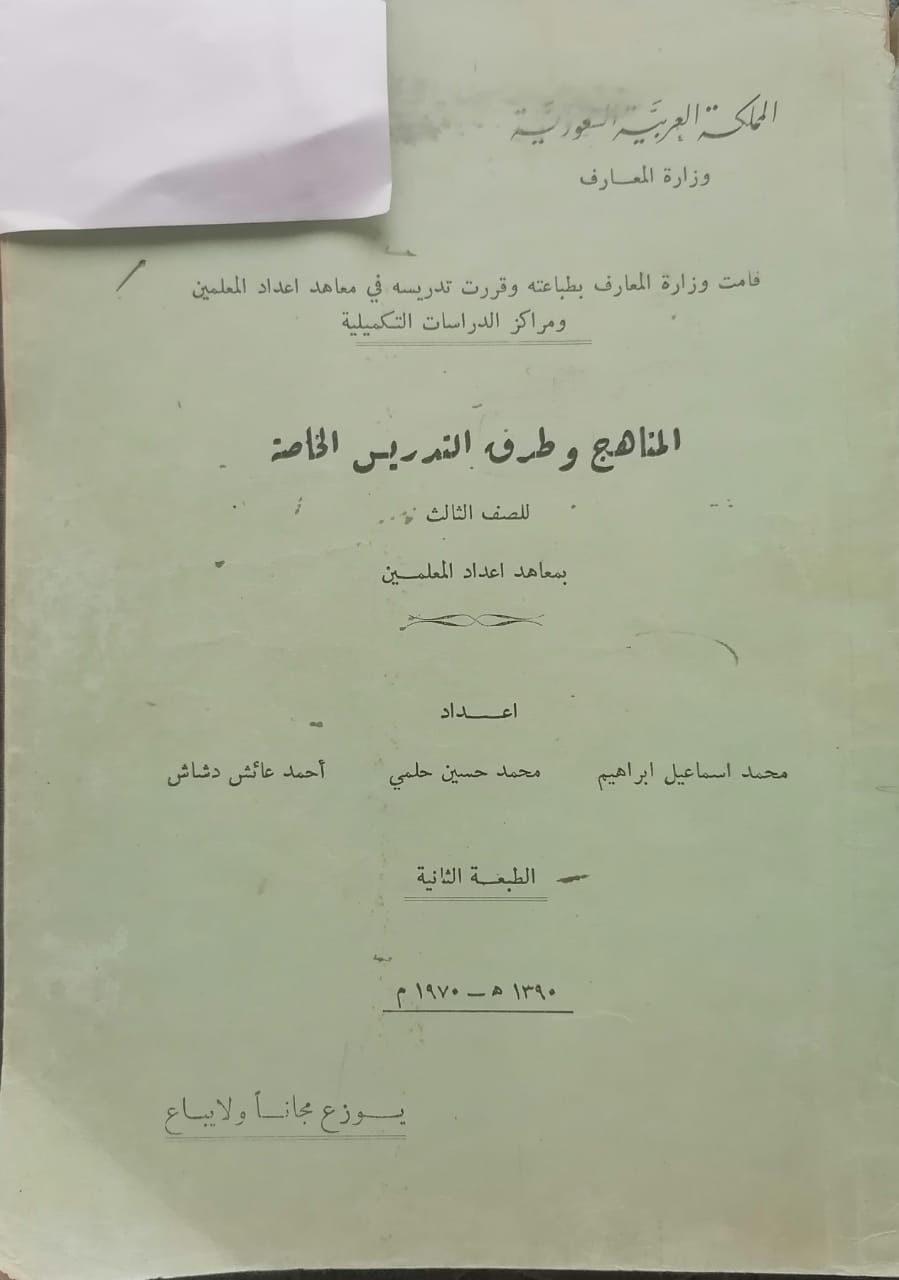 المملكة العربية السعودية
وزارة المعارف
قامت وزارة المعارف بطباعته وقررت تدريسه في معاهد اعداد المعلمين
ومراكز الدراسات التكميلية
المناهج وطرق التدريس الخاصة
للصف الثالث
بمعاهد اعداد المعلمين
اعداد
محمد اسماعيل ابراهيم محمد حسين حلمي أحمد عائش دشاش
الطبعة الثانية
١٣٩٠ هـ - ١٩٧٠ م
يوزع مجاناً ولايباع